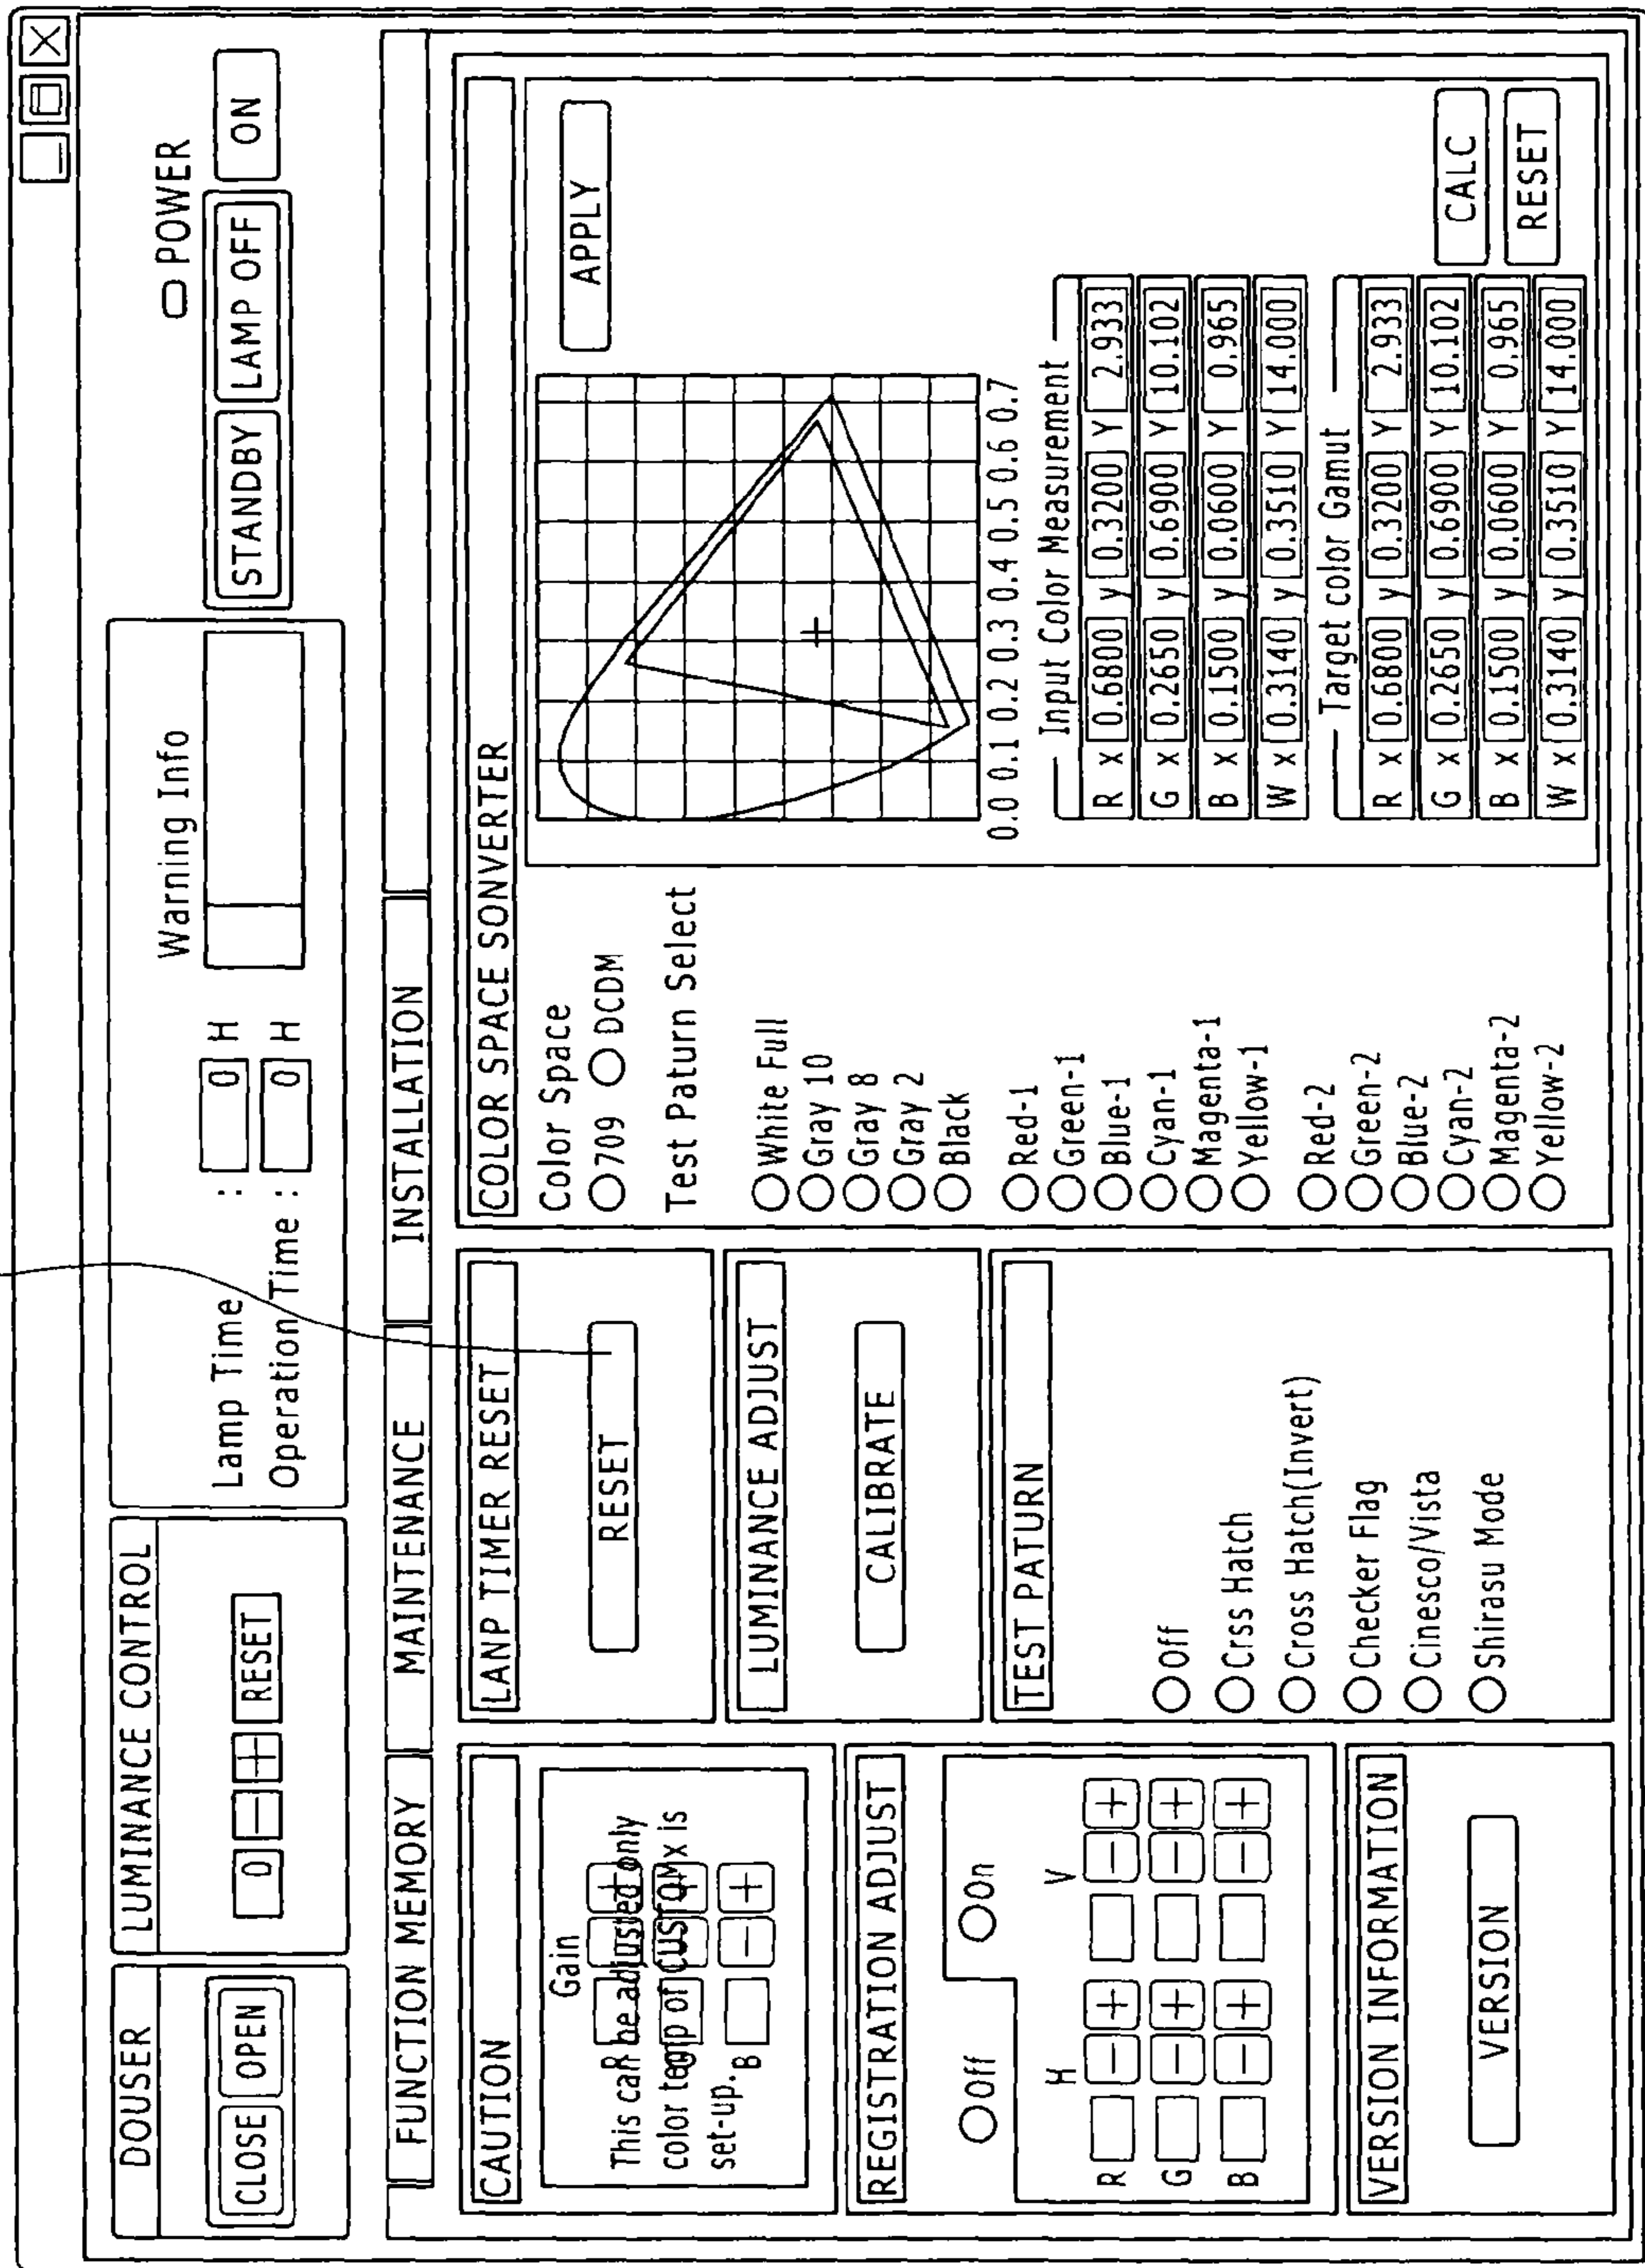 DOUSER
CLOSE OPEN
LUMINANCE CONTROL
0 - + RESET
Lamp Time : 0 H
Operation Time : 0 H
Warning Info
POWER
STANDBY LAMP OFF ON
FUNCTION MEMORY MAINTENANCE INSTALLATION
CAUTION
Gain
R
This can be adjusted only
G
color temp of CUSTOMx is
set-up.
B - +
REGISTRATION ADJUST
Off On
H V
R - + - +
G - + - +
B - + - +
VERSION INFORMATION
VERSION
LANP TIMER RESET
RESET
LUMINANCE ADJUST
CALIBRATE
TEST PATURN
Off
Crss Hatch
Cross Hatch(Invert)
Checker Flag
Cinesco/Vista
Shirasu Mode
COLOR SPACE SONVERTER
Color Space
709 DCDM
Test Paturn Select
White Full
Gray 10
Gray 8
Gray 2
Black
Red-1
Green-1
Blue-1
Cyan-1
Magenta-1
Yellow-1
Red-2
Green-2
Blue-2
Cyan-2
Magenta-2
Yellow-2
APPLY
0.0 0.1 0.2 0.3 0.4 0.5 0.6 0.7
Input Color Measurement
R x 0.6800 y 0.3200 Y 2.933
G x 0.2650 y 0.6900 Y 10.102
B x 0.1500 y 0.0600 Y 0.965
W x 0.3140 y 0.3510 Y 14.000
Target color Gamut
R x 0.6800 y 0.3200 Y 2.933
G x 0.2650 y 0.6900 Y 10.102
B x 0.1500 y 0.0600 Y 0.965
W x 0.3140 y 0.3510 Y 14.000
CALC
RESET